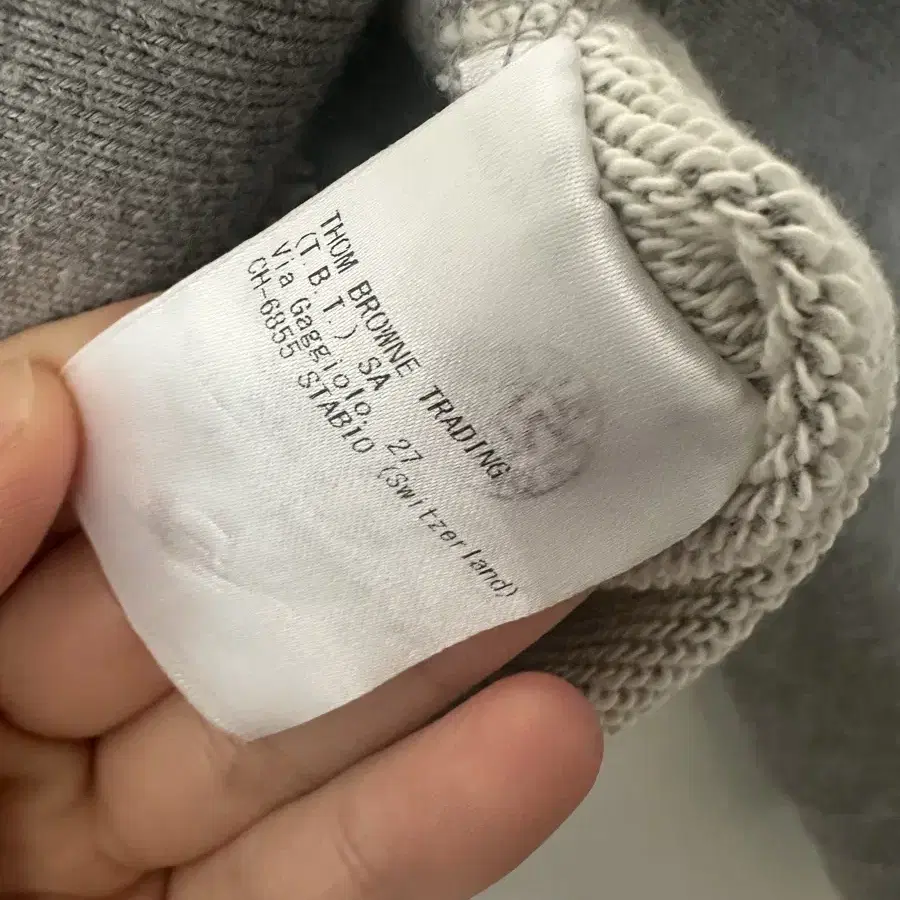 THOM BROWNE TRADING
(T.B.T.) SA
Via Gaggiolo, 27
CH-6855 STABIO (Switzerland)